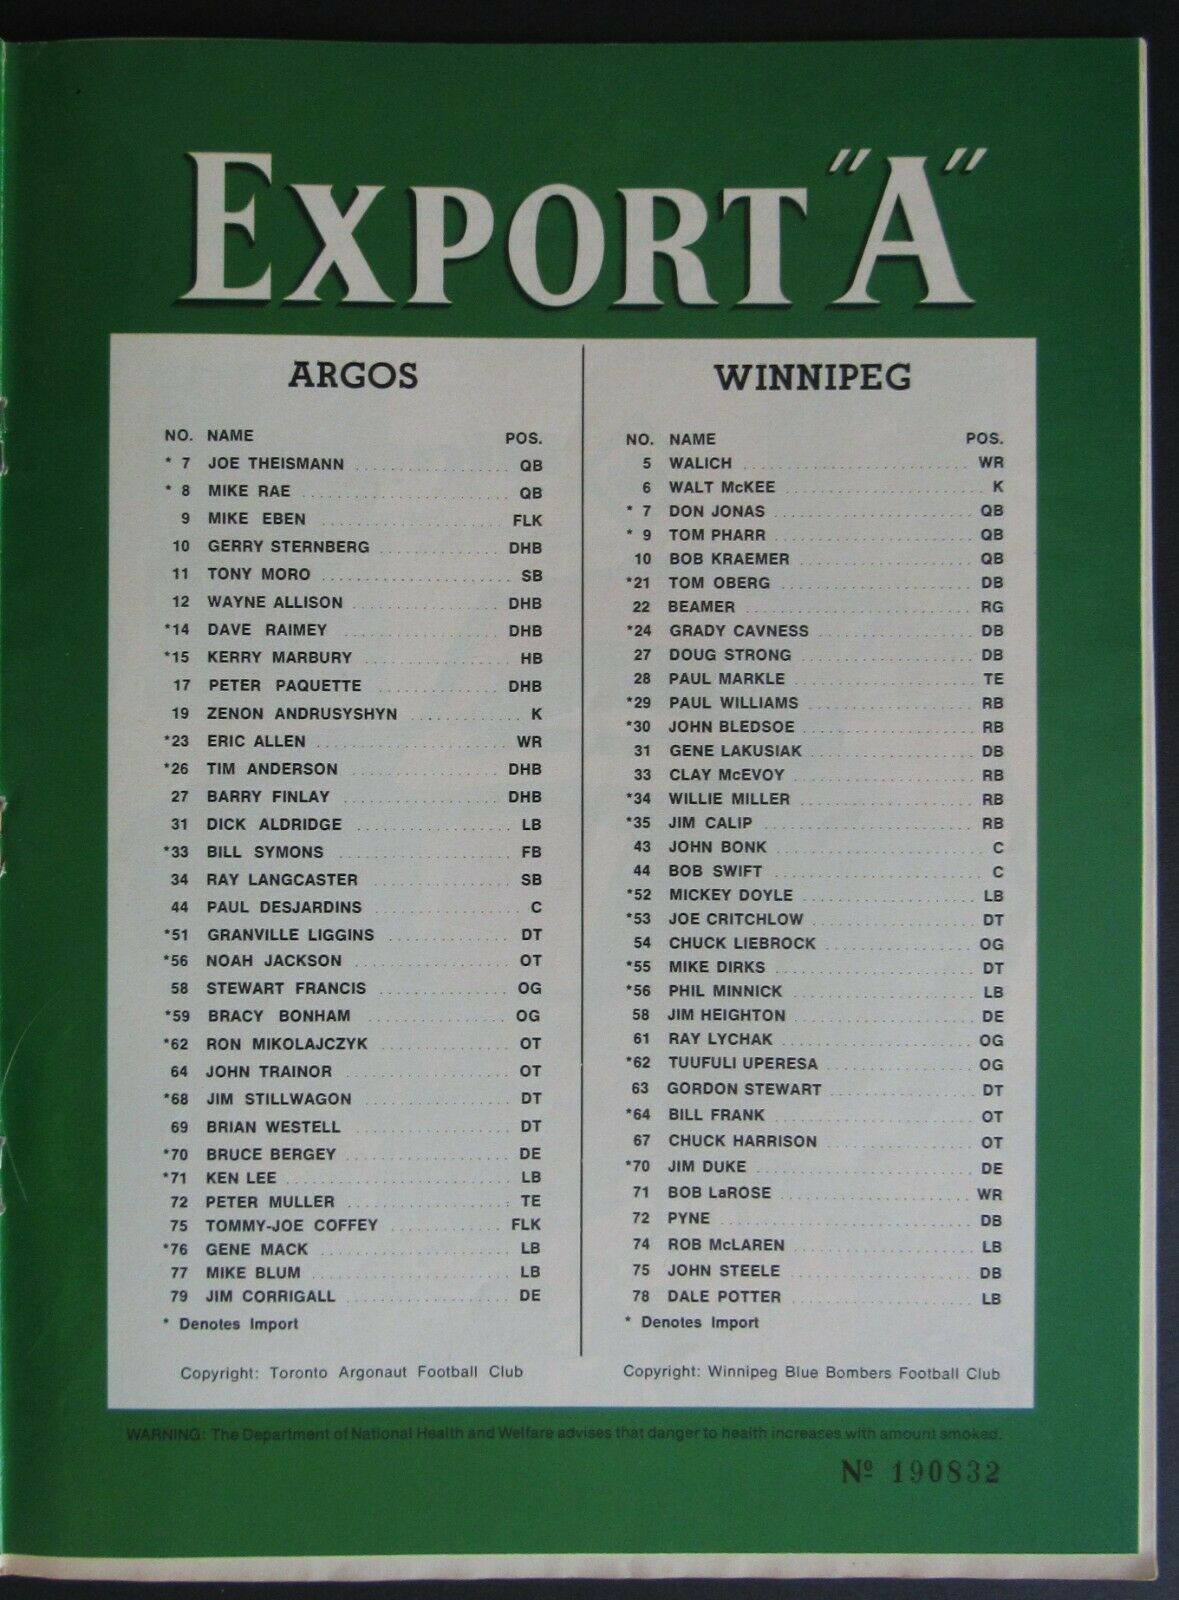 EXPORT "A"
ARGOS
NO. NAME POS.
* 7 JOE THEISMANN QB
* 8 MIKE RAE QB
9 MIKE EBEN FLK
10 GERRY STERNBERG DHB
11 TONY MORO SB
12 WAYNE ALLISON DHB
*14 DAVE RAIMEY DHB
*15 KERRY MARBURY HB
17 PETER PAQUETTE DHB
19 ZENON ANDRUSYSHYN K
*23 ERIC ALLEN WR
*26 TIM ANDERSON DHB
27 BARRY FINLAY DHB
31 DICK ALDRIDGE LB
*33 BILL SYMONS FB
34 RAY LANGCASTER SB
44 PAUL DESJARDINS C
*51 GRANVILLE LIGGINS DT
*56 NOAH JACKSON OT
58 STEWART FRANCIS OG
*59 BRACY BONHAM OG
*62 RON MIKOLAJCZYK OT
64 JOHN TRAINOR OT
*68 JIM STILLWAGON DT
69 BRIAN WESTELL DT
*70 BRUCE BERGEY DE
*71 KEN LEE LB
72 PETER MULLER TE
75 TOMMY-JOE COFFEY FLK
*76 GENE MACK LB
77 MIKE BLUM LB
79 JIM CORRIGALL DE
* Denotes Import
Copyright: Toronto Argonaut Football Club
WINNIPEG
NO. NAME POS.
5 WALICH WR
6 WALT McKEE K
* 7 DON JONAS QB
* 9 TOM PHARR QB
10 BOB KRAEMER QB
*21 TOM OBERG DB
22 BEAMER RG
*24 GRADY CAVNESS DB
27 DOUG STRONG DB
28 PAUL MARKLE TE
*29 PAUL WILLIAMS RB
*30 JOHN BLEDSOE RB
31 GENE LAKUSIAK DB
33 CLAY McEVOY RB
*34 WILLIE MILLER RB
*35 JIM CALIP RB
43 JOHN BONK C
44 BOB SWIFT C
*52 MICKEY DOYLE LB
*53 JOE CRITCHLOW DT
54 CHUCK LIEBROCK OG
*55 MIKE DIRKS DT
*56 PHIL MINNICK LB
58 JIM HEIGHTON DE
61 RAY LYCHAK OG
*62 TUUFULI UPERESA OG
63 GORDON STEWART DT
*64 BILL FRANK OT
67 CHUCK HARRISON OT
*70 JIM DUKE DE
71 BOB LaROSE WR
72 PYNE DB
74 ROB McLAREN LB
75 JOHN STEELE DB
78 DALE POTTER LB
* Denotes Import
Copyright: Winnipeg Blue Bombers Football Club
WARNING: The Department of National Health and Welfare advises that danger to health increases with amount smoked.
Nº 190832